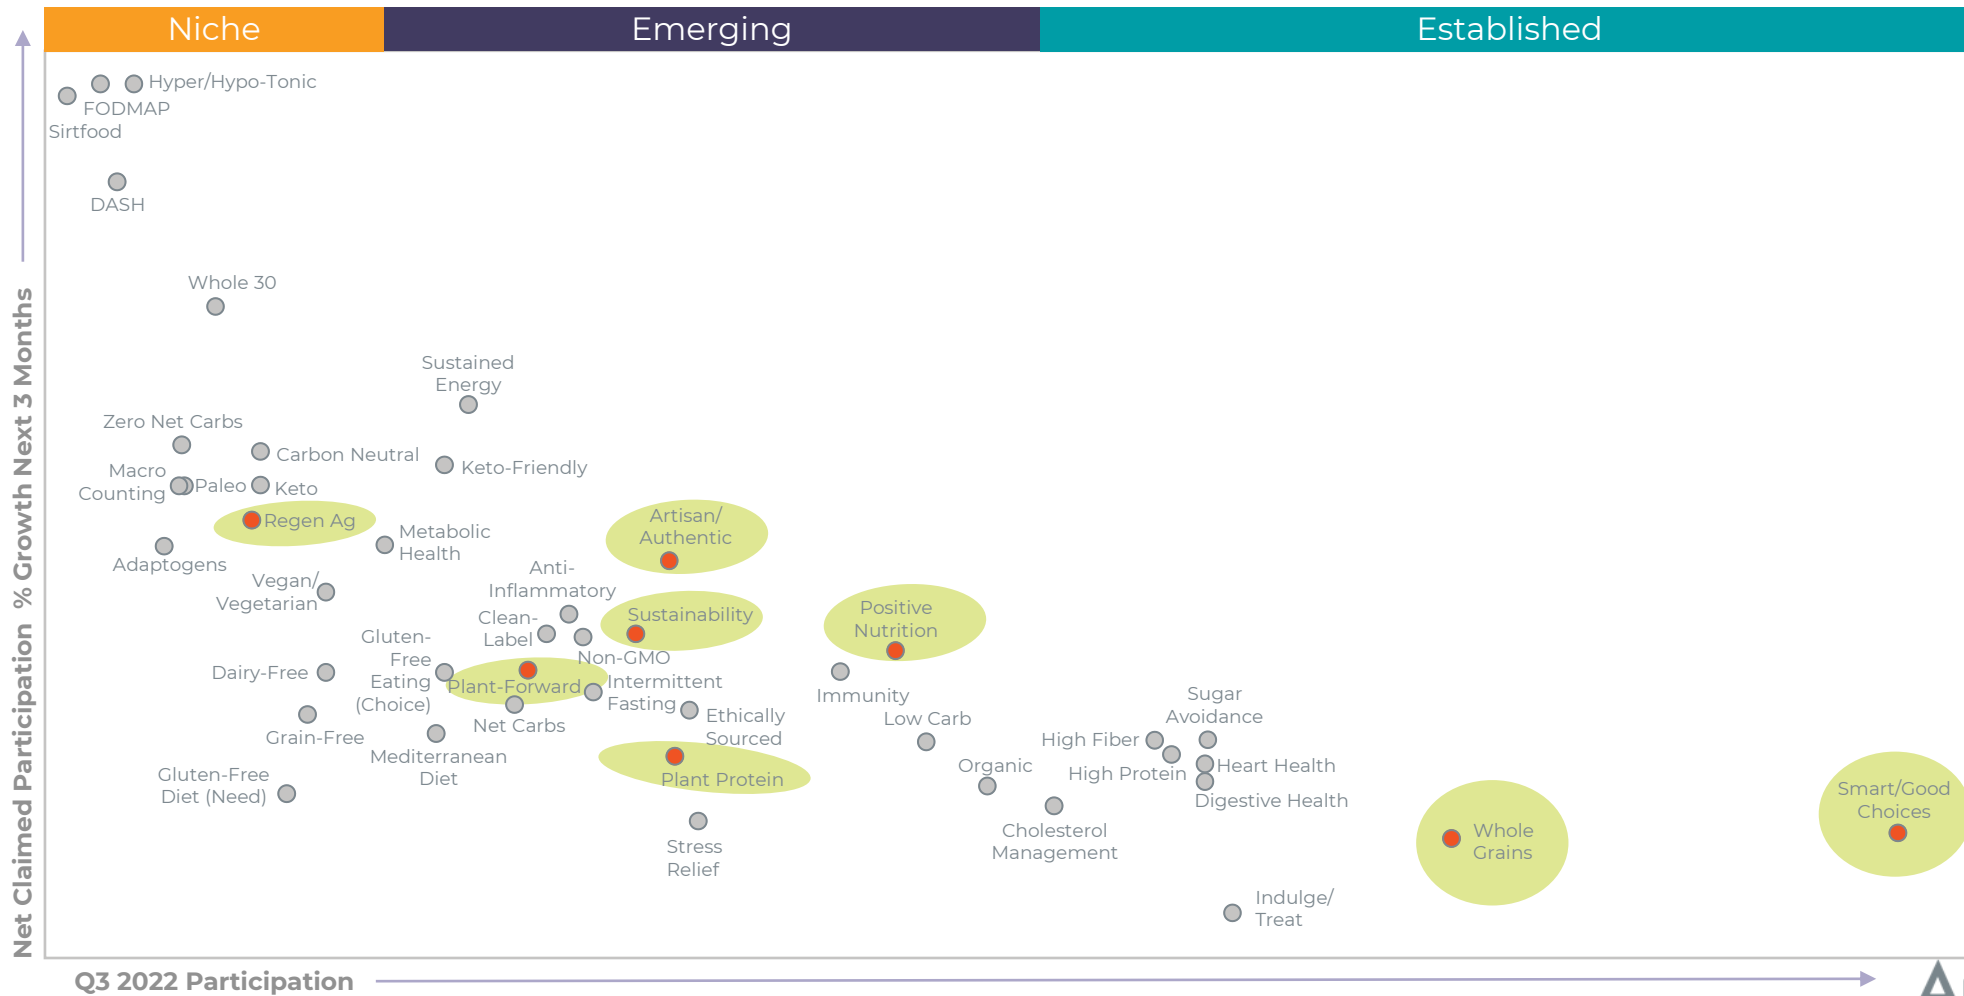 Niche
Emerging
Established
Hyper/Hypo-Tonic
FODMAP
Sirtfood
DASH
Whole 30
Sustained
Energy
Zero Net Carbs
Carbon Neutral
Keto-Friendly
Macro
Counting
Paleo
Keto
Regen Ag
Artisan/
Authentic
Metabolic
Health
Adaptogens
Anti-
Inflammatory
Vegan/
Vegetarian
Clean-
Label
Sustainability
Positive
Nutrition
Gluten-
Free
Eating
(Choice)
Non-GMO
Dairy-Free
Plant-Forward
Intermittent
Fasting
Immunity
Sugar
Avoidance
Net Carbs
Ethically
Sourced
Low Carb
Grain-Free
Mediterranean
Diet
High Fiber
Organic
High Protein
Heart Health
Gluten-Free
Diet (Need)
Plant Protein
Digestive Health
Smart/Good
Choices
Cholesterol
Management
Whole
Grains
Stress
Relief
Indulge/
Treat
Net Claimed Participation % Growth Next 3 Months
Q3 2022 Participation